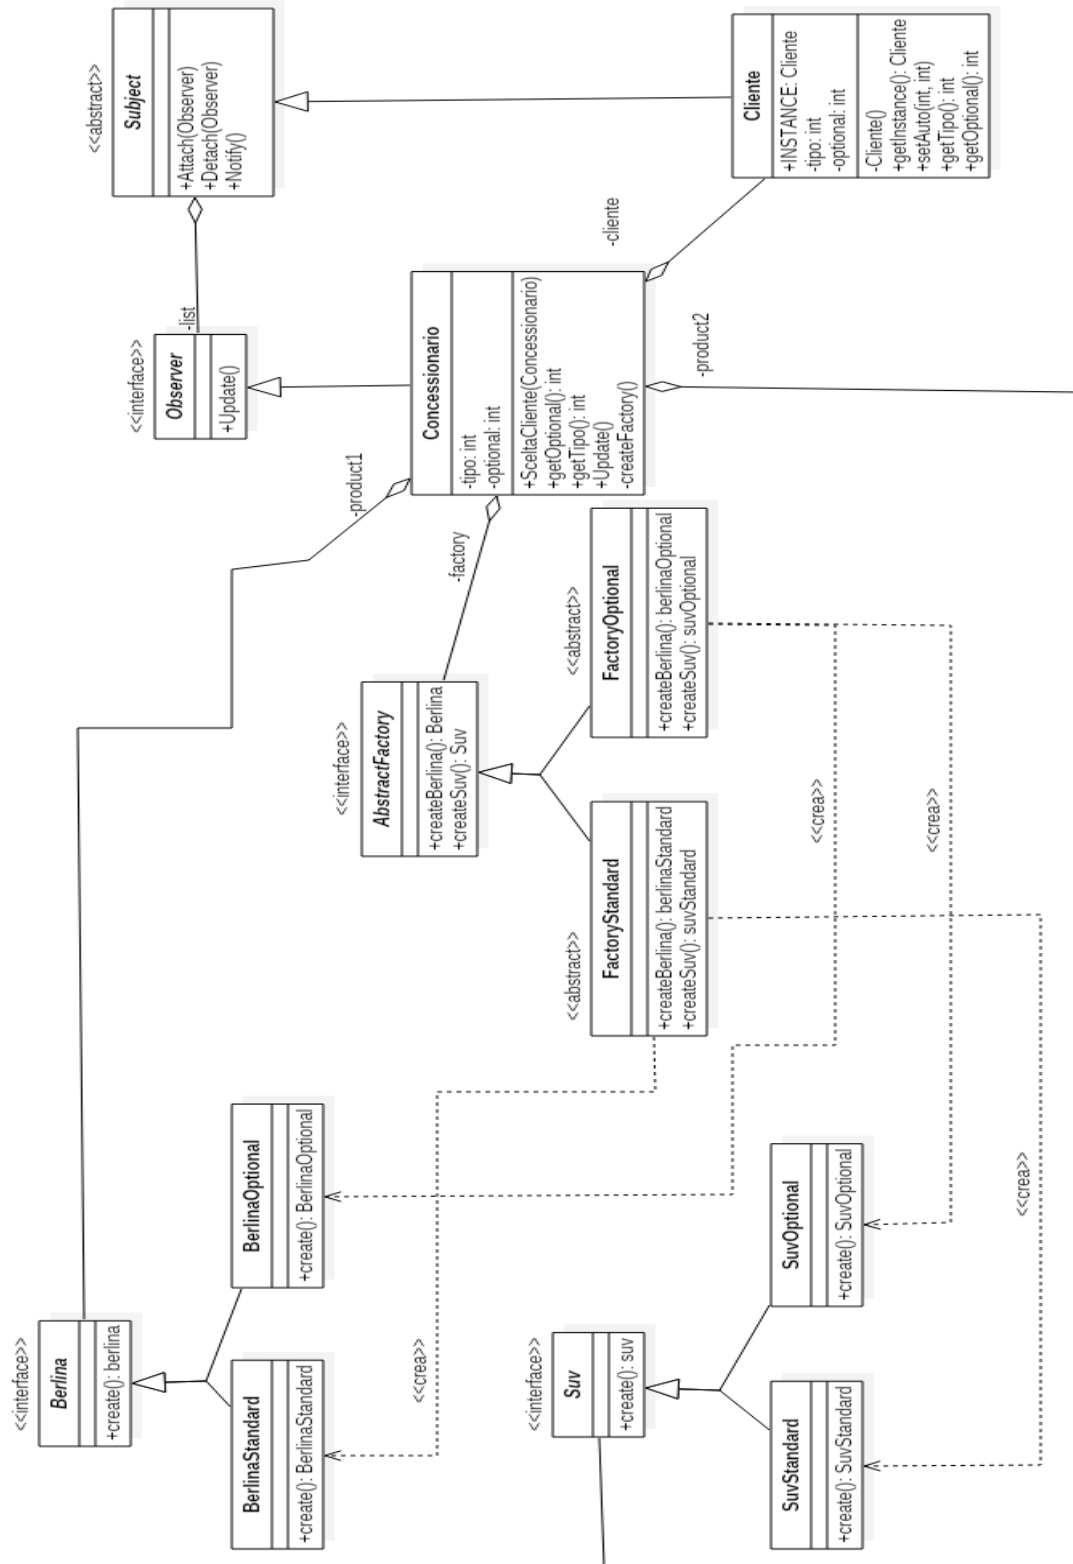 <<interface>>
Berlina
+create(): berlina
BerlinaStandard
+create(): BerlinaStandard
BerlinaOptional
+create(): BerlinaOptional
<<crea>>
<<interface>>
Suv
+create(): suv
SuvStandard
+create(): SuvStandard
SuvOptional
+create(): SuvOptional
<<crea>>
<<interface>>
AbstractFactory
+createBerlina(): Berlina
+createSuv(): Suv
<<abstract>>
FactoryStandard
+createBerlina(): berlinaStandard
+createSuv(): suvStandard
<<abstract>>
FactoryOptional
+createBerlina(): berlinaOptional
+createSuv(): suvOptional
<<crea>>
<<crea>>
-product1
-factory
<<interface>>
Observer
+Update()
-list
Concessionario
-tipo: int
-optional: int
+SceltaCliente(Concessionario)
+getOptional(): int
+getTipo(): int
+Update()
-createFactory()
-product2
-cliente
<<abstract>>
Subject
+Attach(Observer)
+Detach(Observer)
+Notify()
Cliente
+INSTANCE: Cliente
-tipo: int
-optional: int
-Cliente()
+getInstance(): Cliente
+setAuto(int, int)
+getTipo(): int
+getOptional(): int